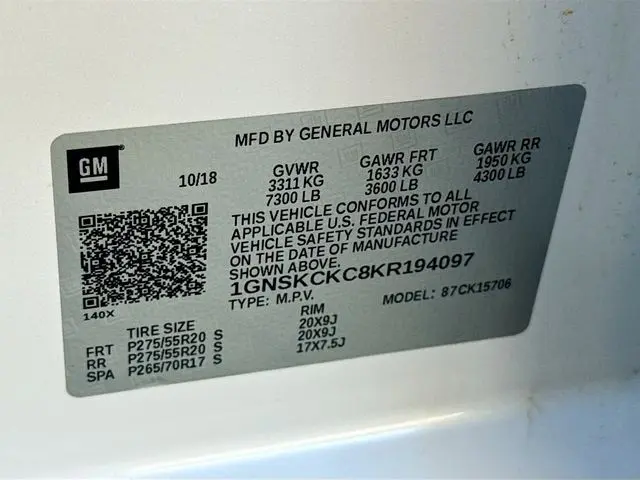 MFD BY GENERAL MOTORS LLC
GM
10/18
GVWR GAWR FRT GAWR RR
3311 KG 1633 KG 1950 KG
7300 LB 3600 LB 4300 LB
THIS VEHICLE CONFORMS TO ALL
APPLICABLE U.S. FEDERAL MOTOR
VEHICLE SAFETY STANDARDS IN EFFECT
ON THE DATE OF MANUFACTURE
SHOWN ABOVE.
1GNSKCKC8KR194097
140X
TYPE: M.P.V. MODEL: 87CK15706
TIRE SIZE RIM
FRT P275/55R20 S 20X9J
RR P275/55R20 S 20X9J
SPA P265/70R17 S 17X7.5J